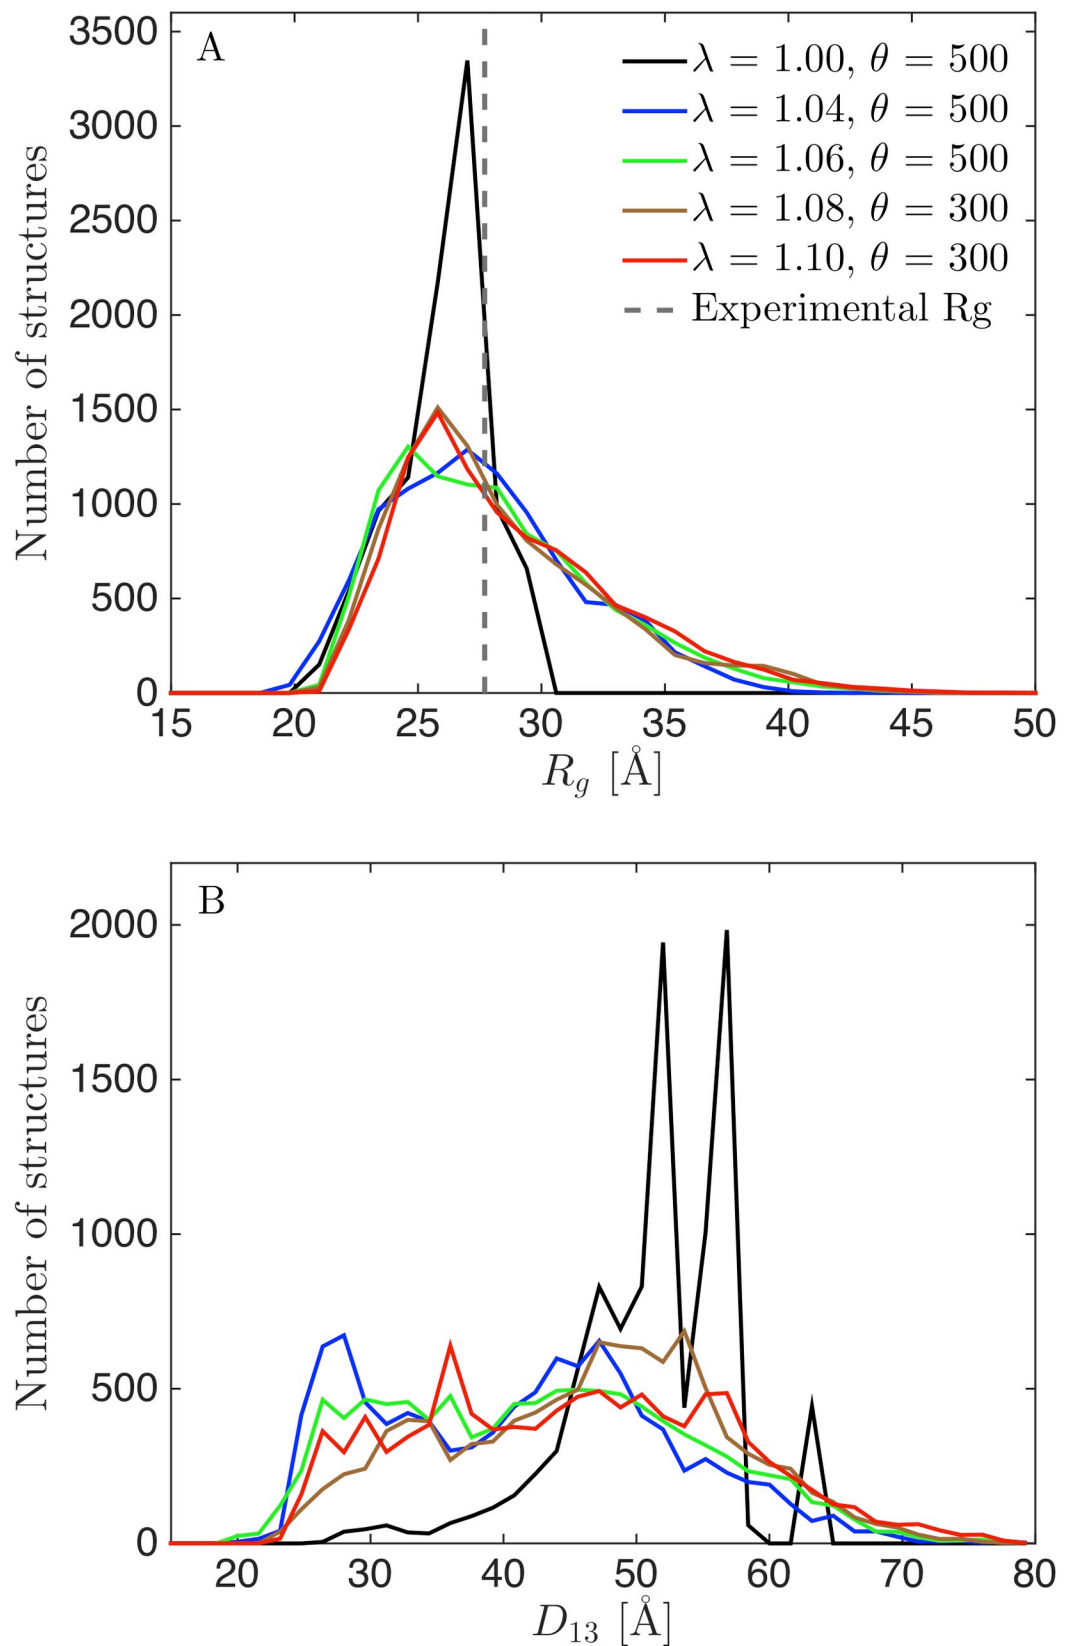 A
3500
3000
2500
2000
1500
1000
500
0
Number of structures
λ = 1.00, θ = 500
λ = 1.04, θ = 500
λ = 1.06, θ = 500
λ = 1.08, θ = 300
λ = 1.10, θ = 300
Experimental Rg
15 20 25 30 35 40 45 50
R_g [Å]
B
2000
1500
1000
500
0
Number of structures
20 30 40 50 60 70 80
D_13 [Å]